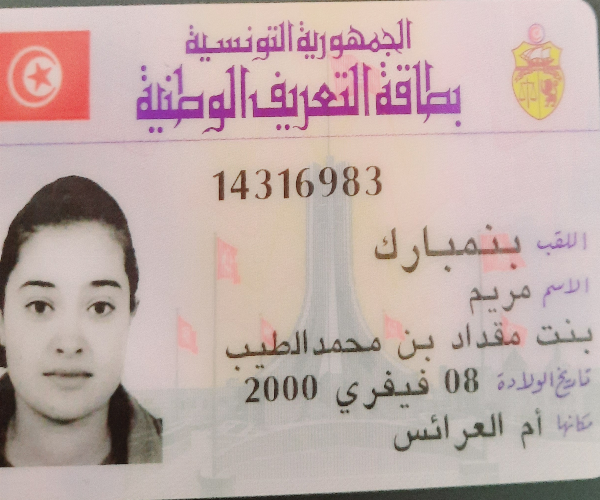 الجمهورية التونسية
بطاقة التعريف الوطنية
14316983
اللقب بنمبارك
الاسم مريم
بنت مقداد بن محمد الطيب
تاريخ الولادة 08 فيفري 2000
مكانها أم العرائس